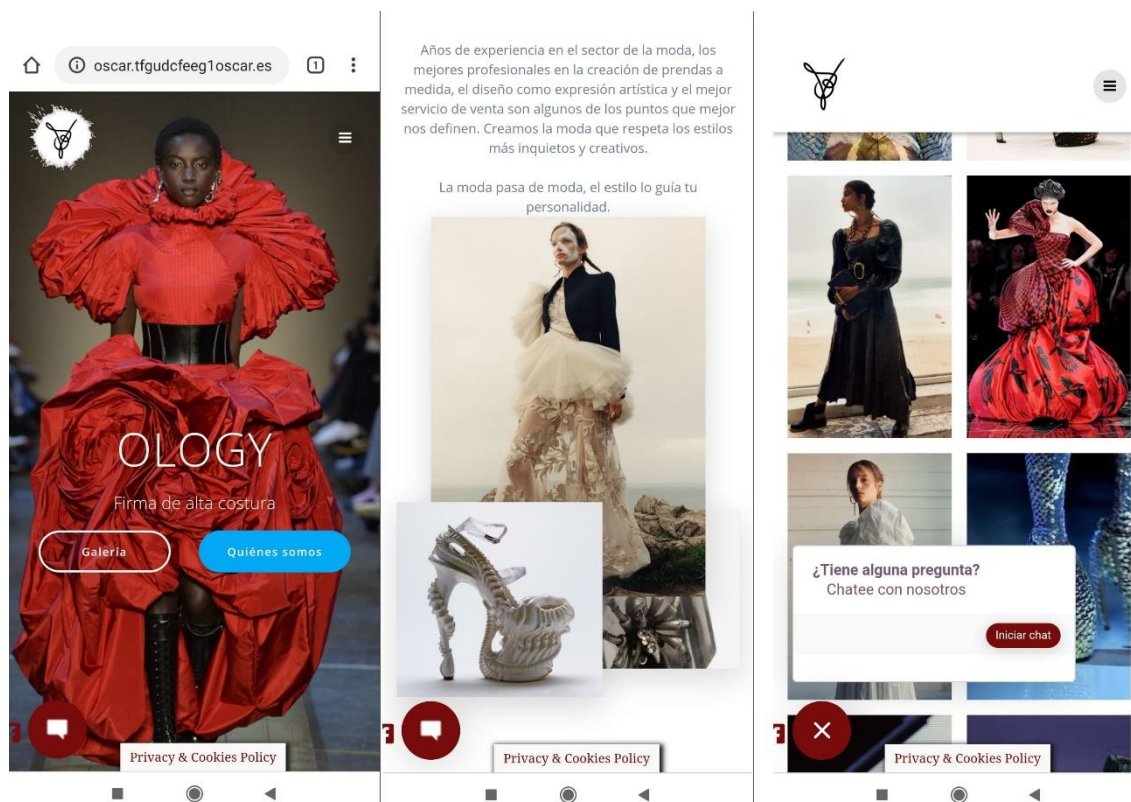 oscar.tfgudcfeeg1oscar.es
1
OLOGY
Firma de alta costura
Galería
Quiénes somos
Privacy & Cookies Policy
Años de experiencia en el sector de la moda, los
mejores profesionales en la creación de prendas a
medida, el diseño como expresión artística y el mejor
servicio de venta son algunos de los puntos que mejor
nos definen. Creamos la moda que respeta los estilos
más inquietos y creativos.
La moda pasa de moda, el estilo lo guía tu
personalidad.
Privacy & Cookies Policy
¿Tiene alguna pregunta?
Chatee con nosotros
Iniciar chat
Privacy & Cookies Policy